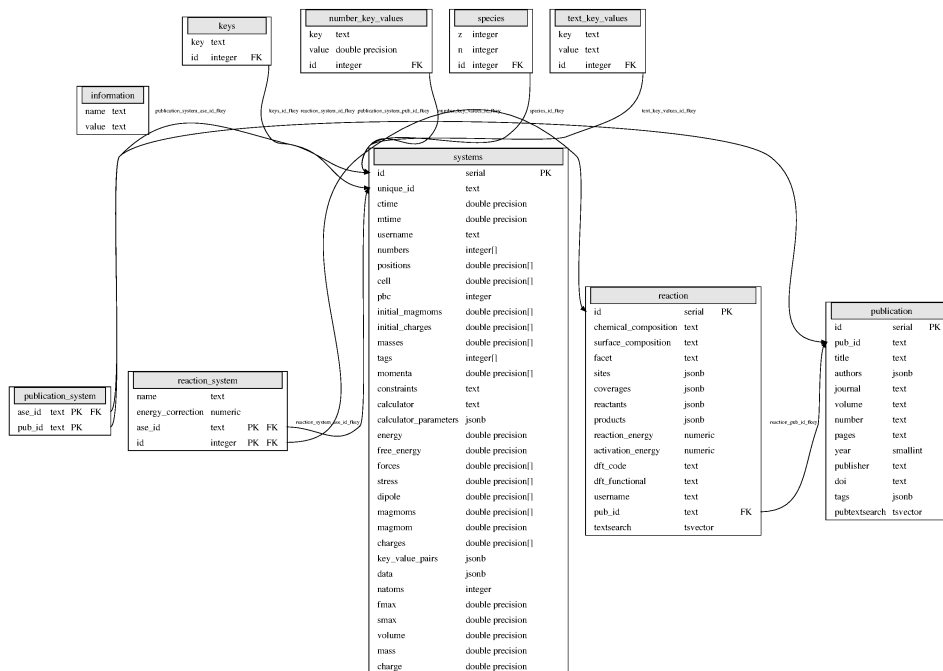 keys
key text
id integer FK
number_key_values
key text
value double precision
id integer FK
species
z integer
n integer
id integer FK
text_key_values
key text
value text
id integer FK
information
name text
value text
publication_system_ase_id_fkey
keys_id_fkey
reaction_system_id_fkey
publication_system_pub_id_fkey
number_key_values_id_fkey
species_id_fkey
text_key_values_id_fkey
systems
id serial PK
unique_id text
ctime double precision
mtime double precision
username text
numbers integer[]
positions double precision[]
cell double precision[]
pbc integer
initial_magmoms double precision[]
initial_charges double precision[]
masses double precision[]
tags integer[]
momenta double precision[]
constraints text
calculator text
calculator_parameters jsonb
energy double precision
free_energy double precision
forces double precision[]
stress double precision[]
dipole double precision[]
magmoms double precision[]
magmom double precision
charges double precision[]
key_value_pairs jsonb
data jsonb
natoms integer
fmax double precision
smax double precision
volume double precision
mass double precision
charge double precision
publication_system
ase_id text PK FK
pub_id text PK
reaction_system
name text
energy_correction numeric
ase_id text PK FK
id integer PK FK
reaction_system_ase_id_fkey
reaction
id serial PK
chemical_composition text
surface_composition text
facet text
sites jsonb
coverages jsonb
reactants jsonb
products jsonb
reaction_energy numeric
activation_energy numeric
dft_code text
dft_functional text
username text
pub_id text FK
textsearch tsvector
reaction_pub_id_fkey
publication
id serial PK
pub_id text
title text
authors jsonb
journal text
volume text
number text
pages text
year smallint
publisher text
doi text
tags jsonb
pubtextsearch tsvector